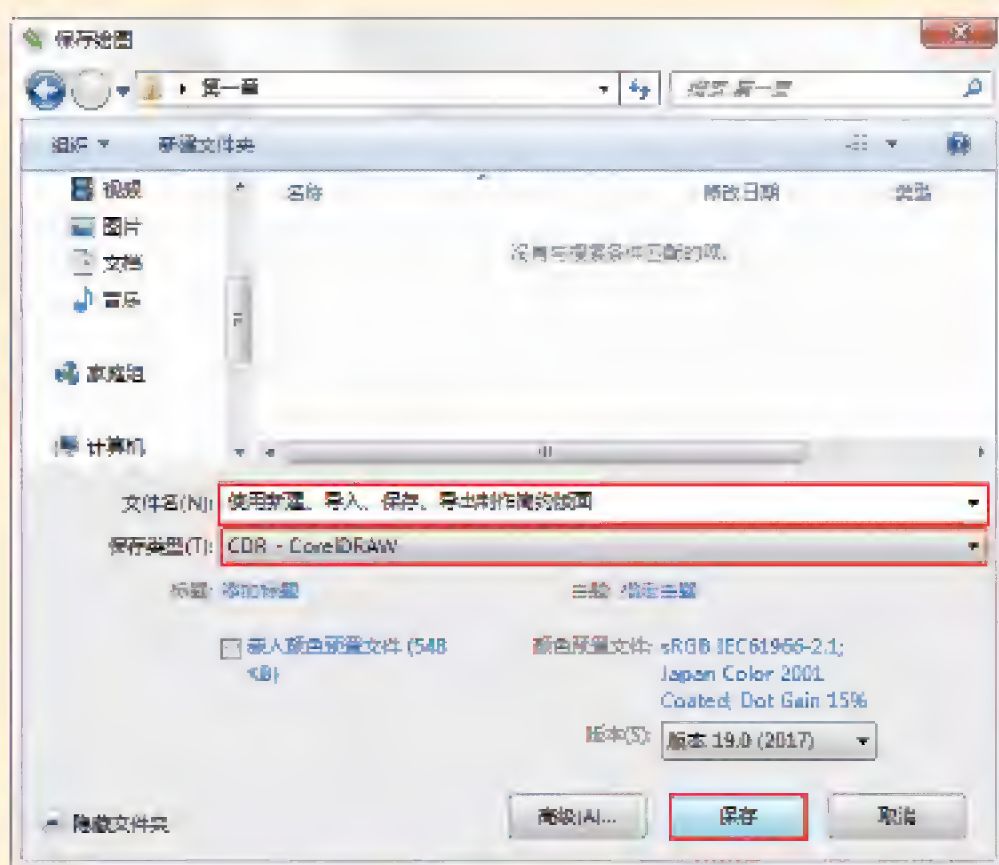 保存绘图
第一章
搜索 第一章
组织 新建文件夹
视频
图片
文档
音乐
家庭组
计算机
名称 修改日期 类型
没有与搜索条件匹配的项。
文件名(N): 使用新建、导入、保存、导出制作简约版面
保存类型(T): CDR - CorelDRAW
标题: 添加标题
主题: 指定主题
嵌入颜色预置文件 (548
KB)
颜色预置文件: sRGB IEC61966-2.1;
Japan Color 2001
Coated; Dot Gain 15%
版本(S): 版本 19.0 (2017)
隐藏文件夹
高级(A)... 保存 取消